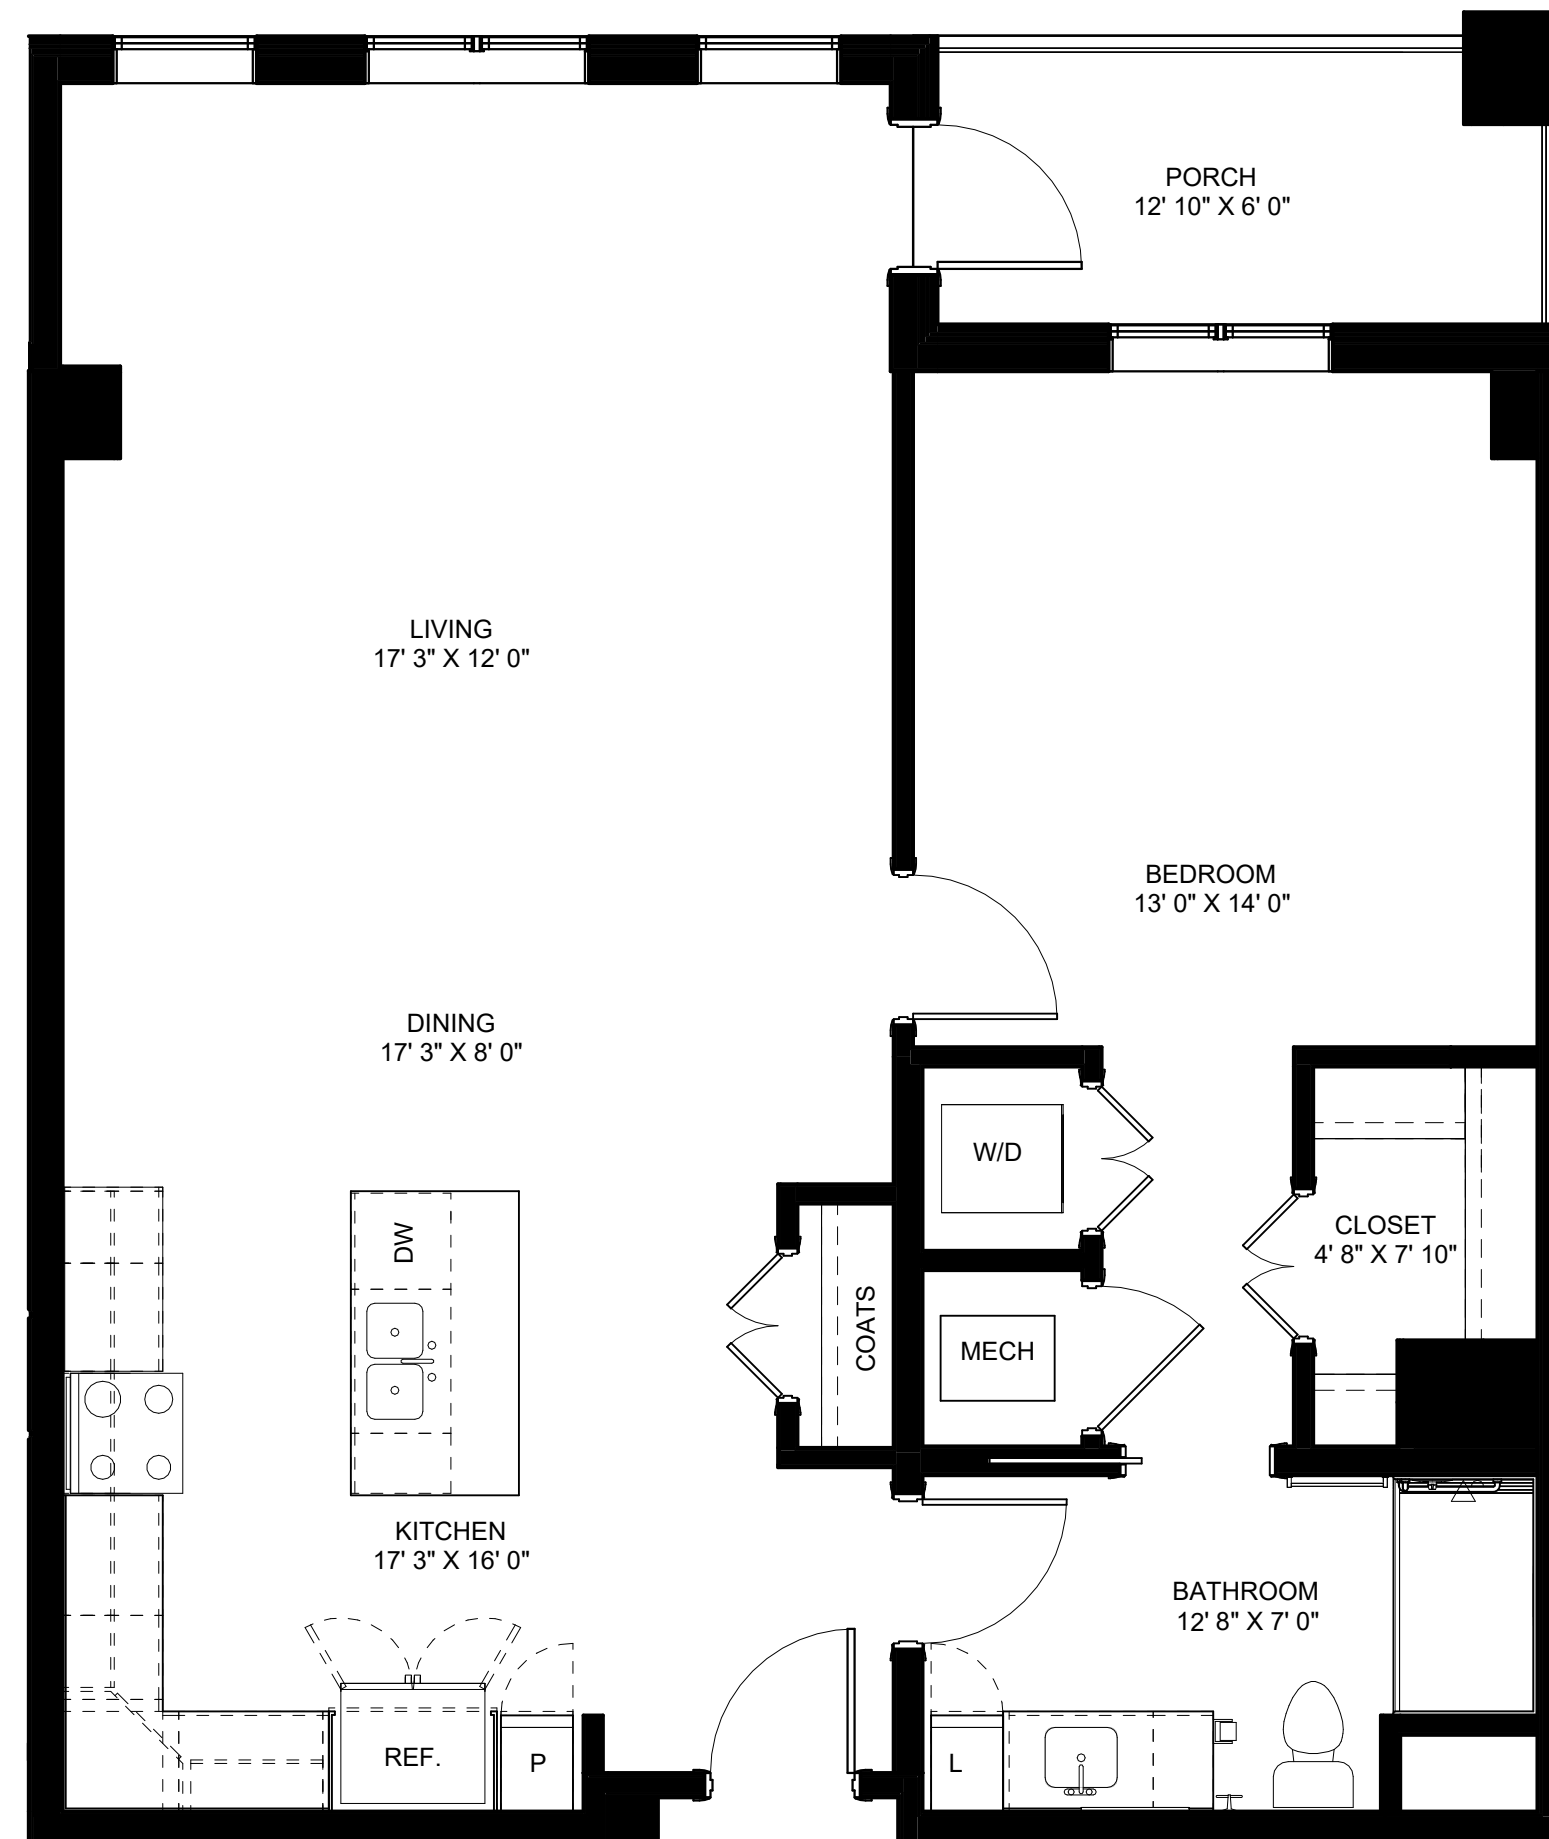 PORCH
12' 10" X 6' 0"
LIVING
17' 3" X 12' 0"
BEDROOM
13' 0" X 14' 0"
DINING
17' 3" X 8' 0"
W/D
DW
CLOSET
4' 8" X 7' 10"
COATS
MECH
KITCHEN
17' 3" X 16' 0"
BATHROOM
12' 8" X 7' 0"
REF.
P
L